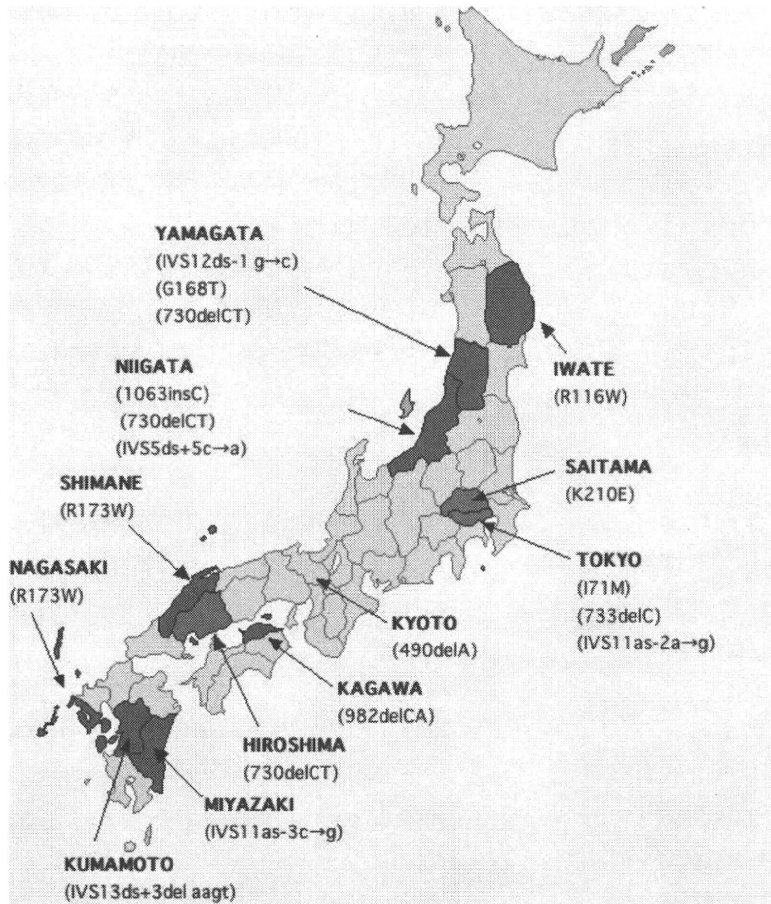 YAMAGATA
(IVS12ds-1 g→c)
(G168T)
(730delCT)
NIIGATA
(1063insC)
(730delCT)
(IVS5ds+5c→a)
IWATE
(R116W)
SHIMANE
(R173W)
SAITAMA
(K210E)
NAGASAKI
(R173W)
TOKYO
(I71M)
(733delC)
(IVS11as-2a→g)
KYOTO
(490delA)
KAGAWA
(982delCA)
HIROSHIMA
(730delCT)
MIYAZAKI
(IVS11as-3c→g)
KUMAMOTO
(IVS13ds+3del aagt)